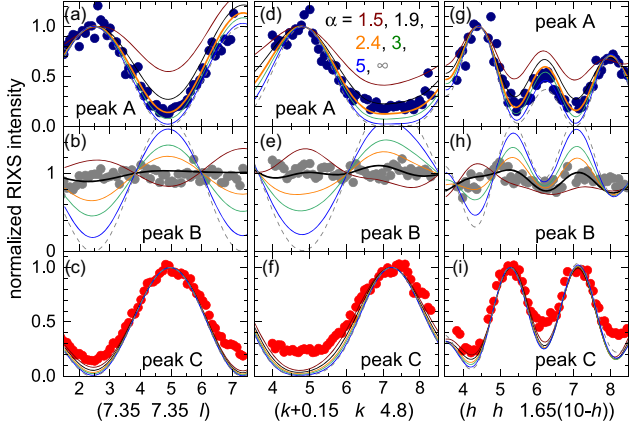 (a) (d) α = 1.5, 1.9, (g) peak A
2.4, 3,
5, ∞
peak A peak A
1.0
0.5
0.0
(b) (e) (h)
1
0
peak B peak B peak B
(c) (f) (i)
1.0
0.5
0.0
peak C peak C peak C
normalized RIXS intensity
2 3 4 5 6 7 4 5 6 7 8 4 5 6 7 8
(7.35 7.35 l) (k+0.15 k 4.8) (h h 1.65(10-h))